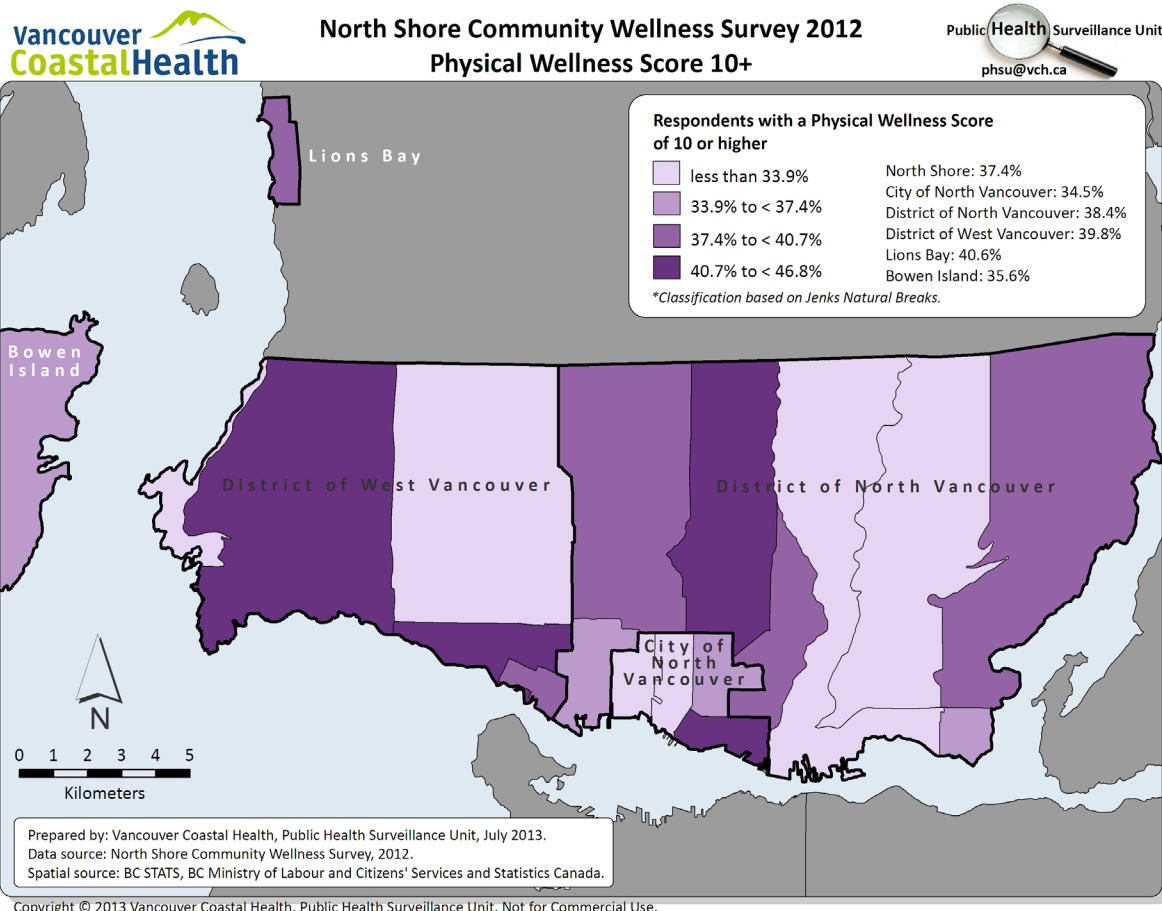 Vancouver
CoastalHealth
North Shore Community Wellness Survey 2012
Physical Wellness Score 10+
Public Health Surveillance Unit
phsu@vch.ca
Lions Bay
Respondents with a Physical Wellness Score
of 10 or higher
less than 33.9%
33.9% to < 37.4%
37.4% to < 40.7%
40.7% to < 46.8%
North Shore: 37.4%
City of North Vancouver: 34.5%
District of North Vancouver: 38.4%
District of West Vancouver: 39.8%
Lions Bay: 40.6%
Bowen Island: 35.6%
*Classification based on Jenks Natural Breaks.
Bowen
Island
District of West Vancouver
District of North Vancouver
City of
North
Vancouver
N
0 1 2 3 4 5
Kilometers
Prepared by: Vancouver Coastal Health, Public Health Surveillance Unit, July 2013.
Data source: North Shore Community Wellness Survey, 2012.
Spatial source: BC STATS, BC Ministry of Labour and Citizens' Services and Statistics Canada.
Copyright © 2013 Vancouver Coastal Health, Public Health Surveillance Unit. Not for Commercial Use.